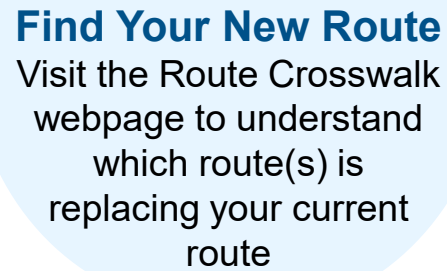 Find Your New Route
Visit the Route Crosswalk
webpage to understand
which route(s) is
replacing your current
route